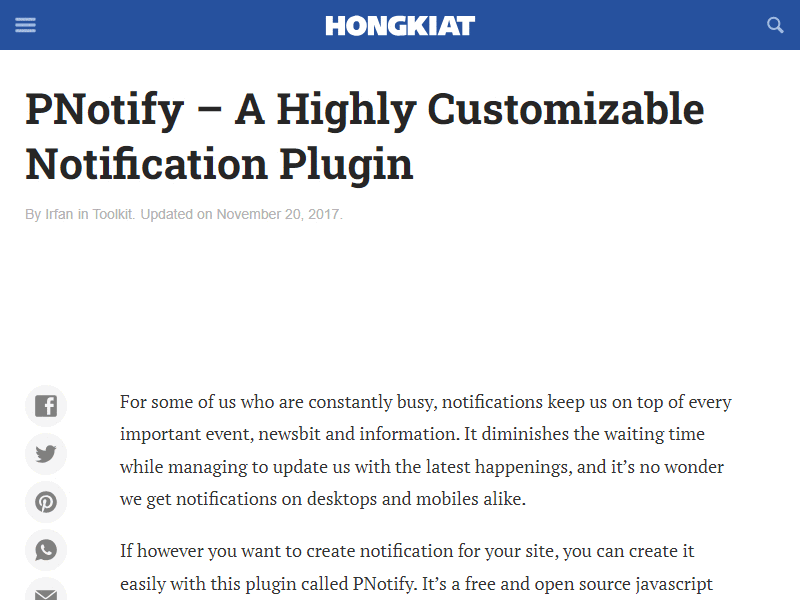 HONGKIAT
PNotify – A Highly Customizable
Notification Plugin
By Irfan in Toolkit. Updated on November 20, 2017.
For some of us who are constantly busy, notifications keep us on top of every
important event, newsbit and information. It diminishes the waiting time
while managing to update us with the latest happenings, and it’s no wonder
we get notifications on desktops and mobiles alike.
If however you want to create notification for your site, you can create it
easily with this plugin called PNotify. It’s a free and open source javascript